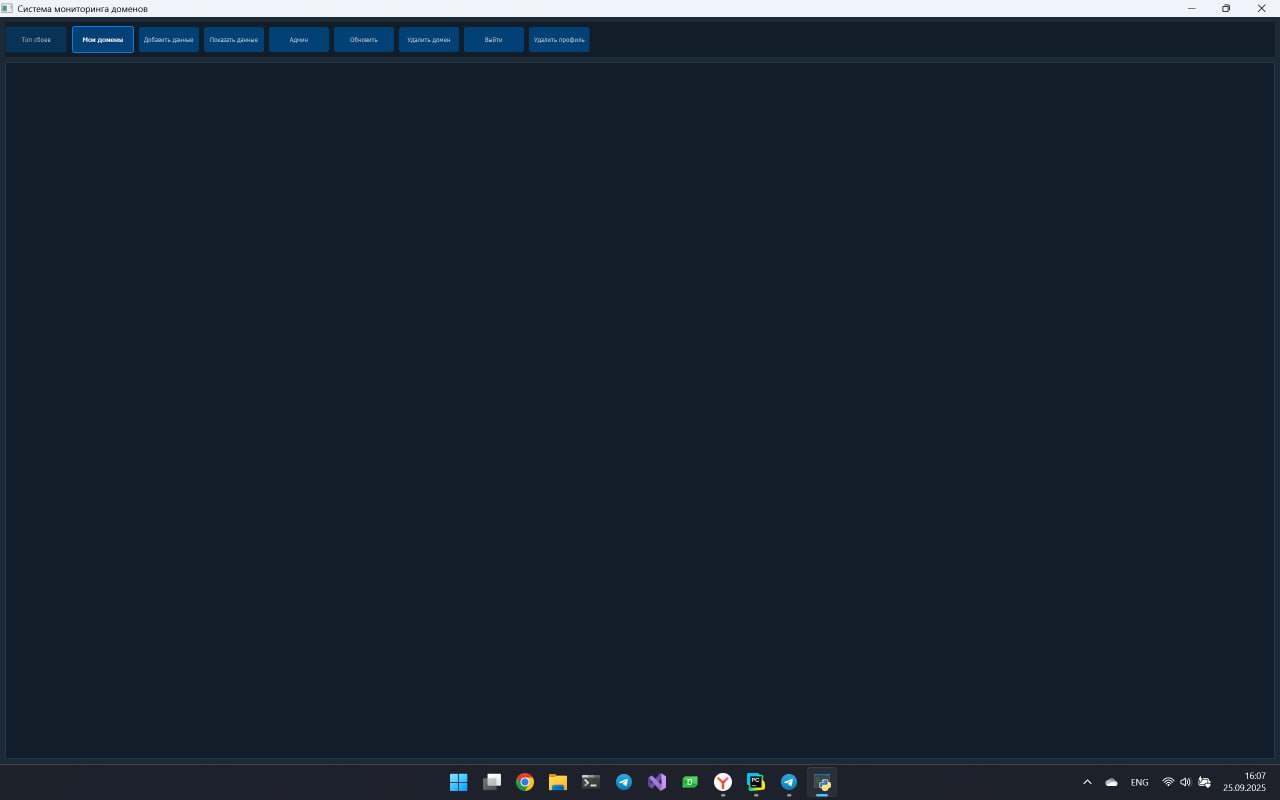 Система мониторинга доменов
Топ сбоев Мои домены Добавить данные Показать данные Админ Обновить Удалить домен Выйти Удалить профиль
D Y PC
ENG 16:07
25.09.2025